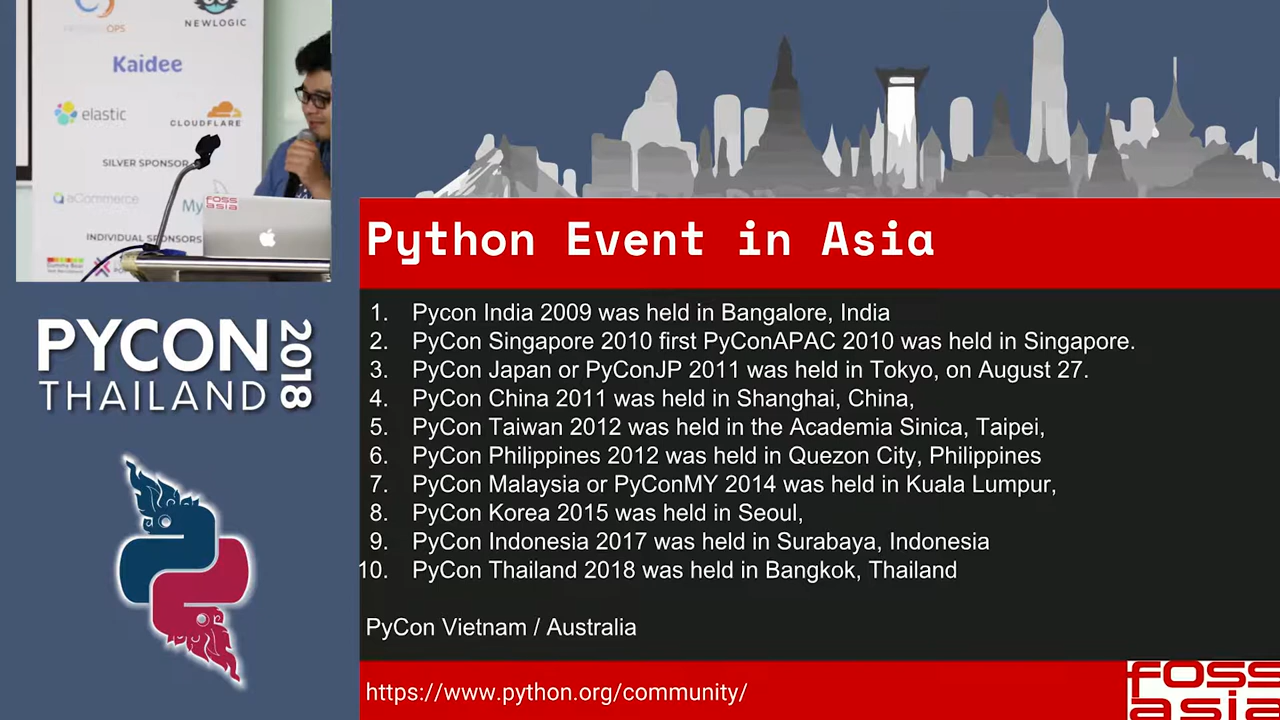 OPS
NEWLOGIC
Kaidee
elastic
CLOUDFLARE
SILVER SPONSOR
aCommerce
My
INDIVIDUAL SPONSORS
FOSS
asia
PYCON
2018
THAILAND
Python Event in Asia
1. Pycon India 2009 was held in Bangalore, India
2. PyCon Singapore 2010 first PyConAPAC 2010 was held in Singapore.
3. PyCon Japan or PyConJP 2011 was held in Tokyo, on August 27.
4. PyCon China 2011 was held in Shanghai, China,
5. PyCon Taiwan 2012 was held in the Academia Sinica, Taipei,
6. PyCon Philippines 2012 was held in Quezon City, Philippines
7. PyCon Malaysia or PyConMY 2014 was held in Kuala Lumpur,
8. PyCon Korea 2015 was held in Seoul,
9. PyCon Indonesia 2017 was held in Surabaya, Indonesia
10. PyCon Thailand 2018 was held in Bangkok, Thailand
PyCon Vietnam / Australia
https://www.python.org/community/
FOSS
asia